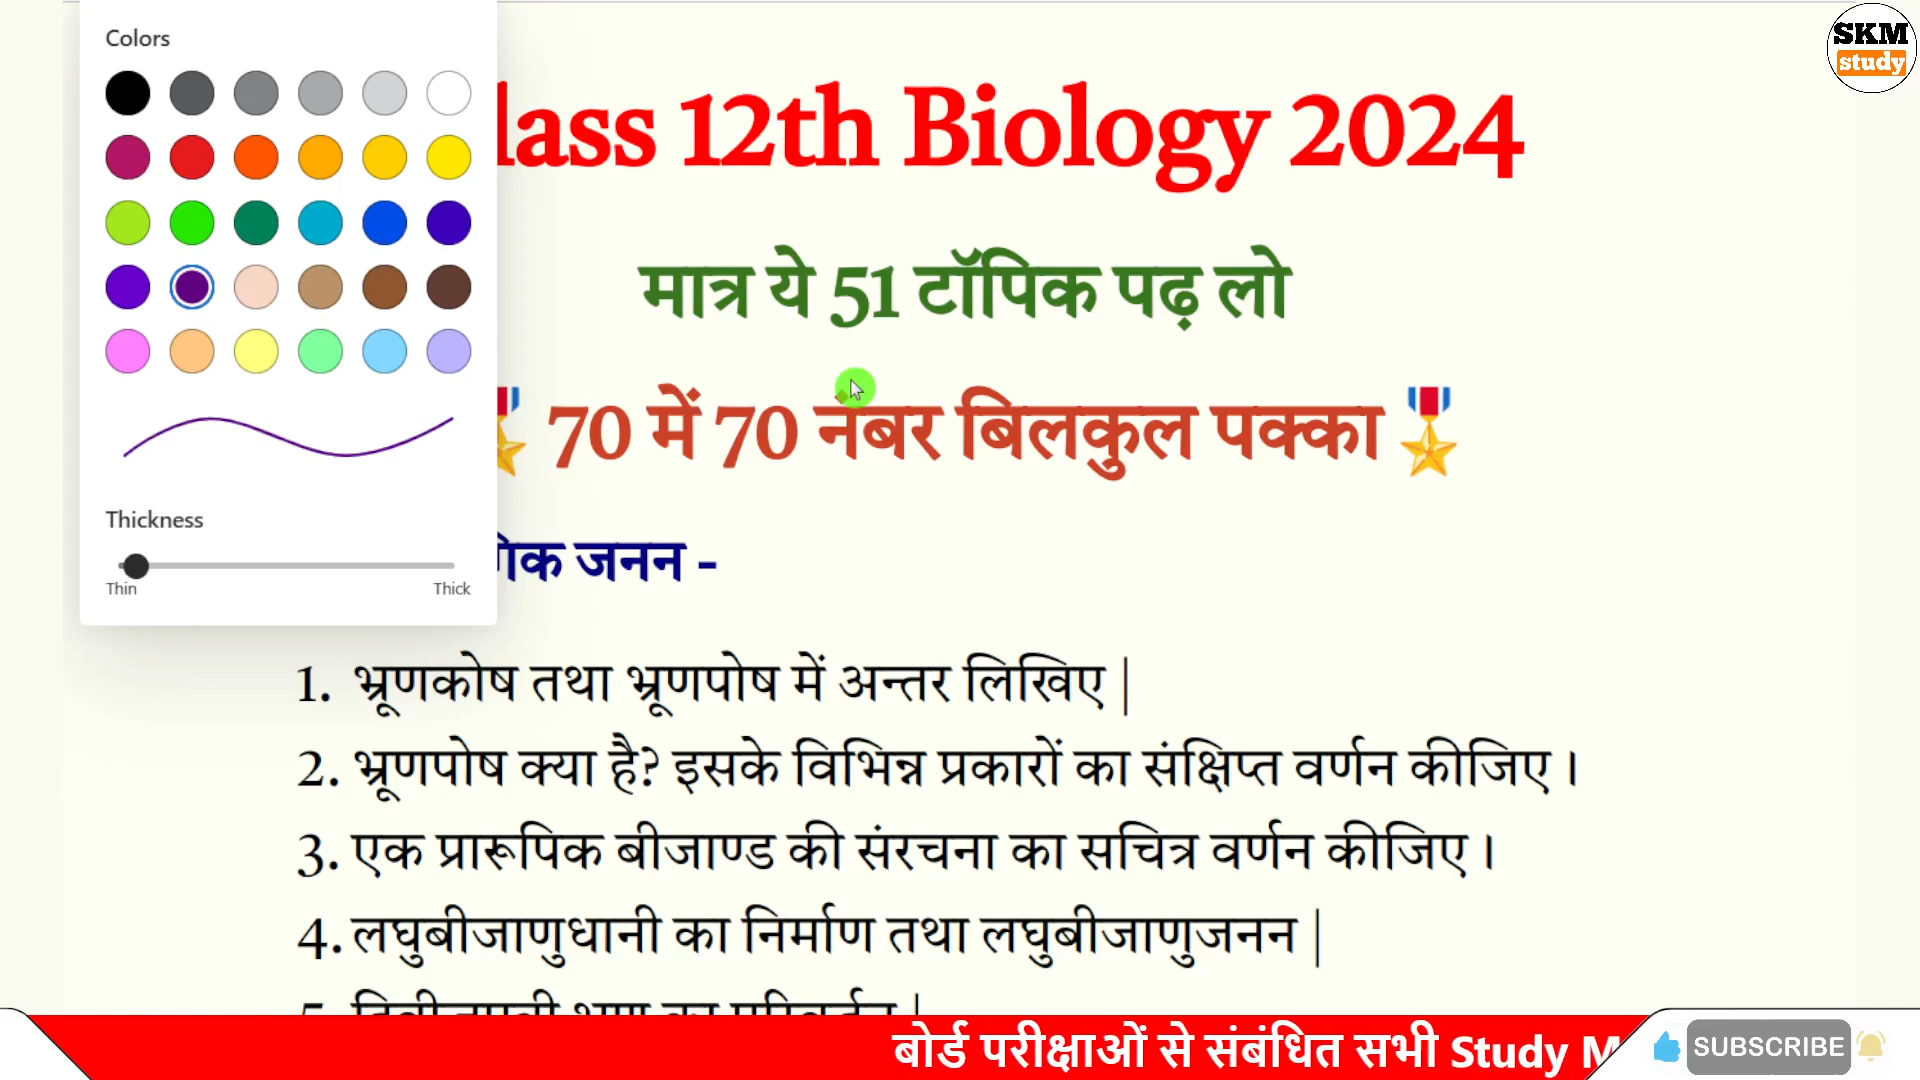 Colors
SKM
study
lass 12th Biology 2024
मात्र ये 51 टॉपिक पढ़ लो
70 में 70 नंबर बिलकुल पक्का
Thickness
Thin
Thick
जनन -
1. भ्रूणकोष तथा भ्रूणपोष में अन्तर लिखिए |
2. भ्रूणपोष क्या है? इसके विभिन्न प्रकारों का संक्षिप्त वर्णन कीजिए ।
3. एक प्रारूपिक बीजाण्ड की संरचना का सचित्र वर्णन कीजिए ।
4. लघुबीजाणुधानी का निर्माण तथा लघुबीजाणुजनन |
बोर्ड परीक्षाओं से संबंधित सभी Study M
SUBSCRIBE